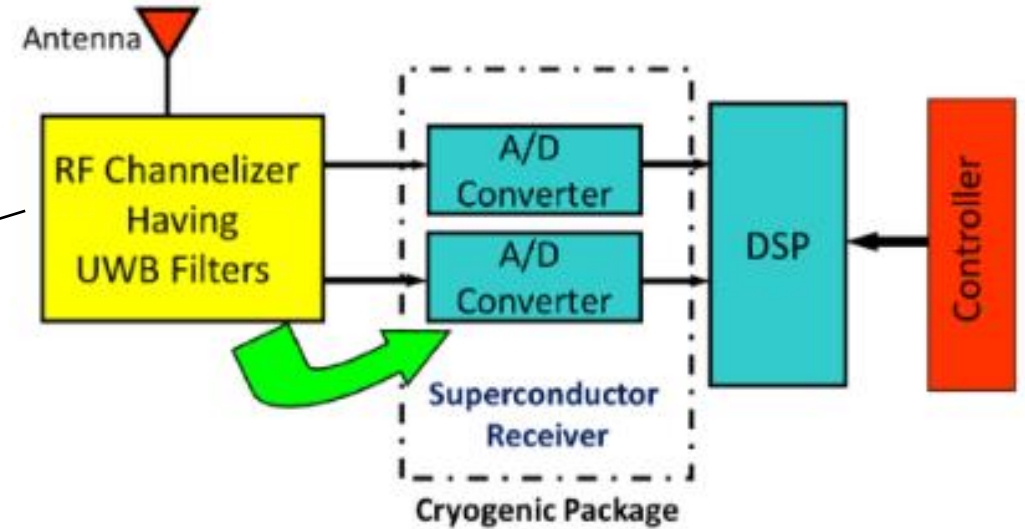 Antenna
RF Channelizer
Having
UWB Filters
A/D
Converter
A/D
Converter
Superconductor
Receiver
Cryogenic Package
DSP
Controller